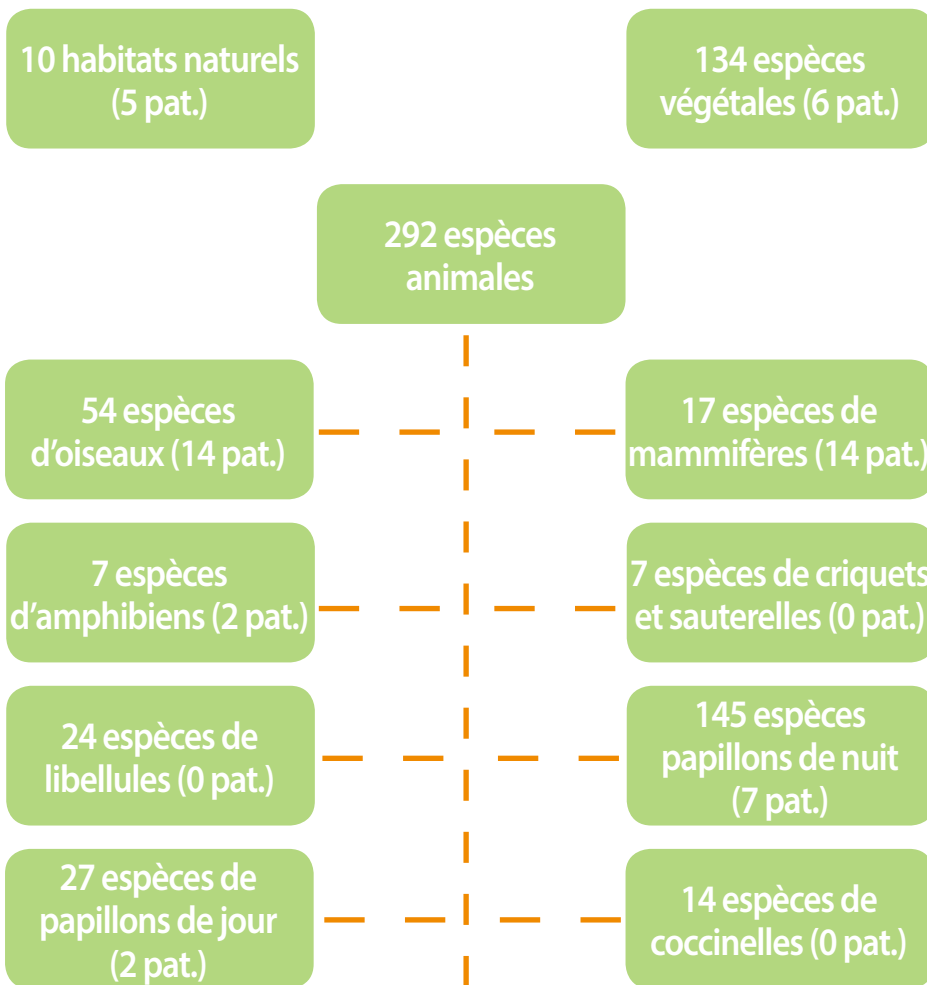 10 habitats naturels
(5 pat.)
134 espèces
végétales (6 pat.)
292 espèces
animales
54 espèces
d'oiseaux (14 pat.)
17 espèces de
mammifères (14 pat.)
7 espèces
d'amphibiens (2 pat.)
7 espèces de criquets
et sauterelles (0 pat.)
24 espèces de
libellules (0 pat.)
145 espèces
papillons de nuit
(7 pat.)
27 espèces de
papillons de jour
(2 pat.)
14 espèces de
coccinelles (0 pat.)